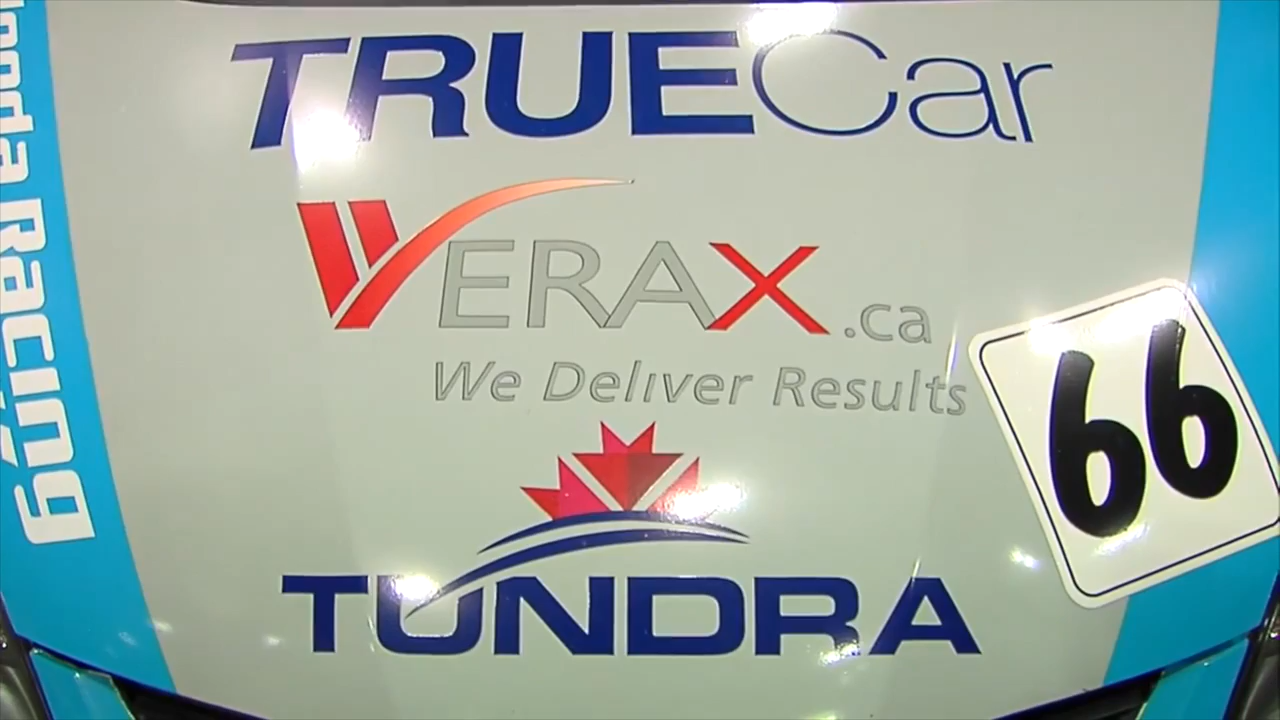 TRUECar
VERAX.ca
We Deliver Results
66
TUNDRA
Racing